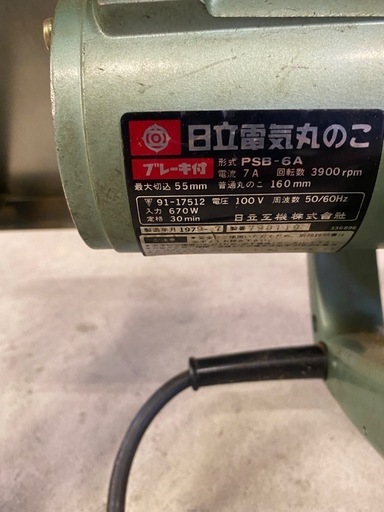 日立電気丸のこ
ブレーキ付 形式 PSB-6A
電流 7A 回転数 3900rpm
最大切込 55mm 普通丸のこ 160mm
〒 91-17512 電圧 100V 周波数 50/60Hz
入力 670W
定格 30min 日立工機株式會社
製造年月 1979-7 製番